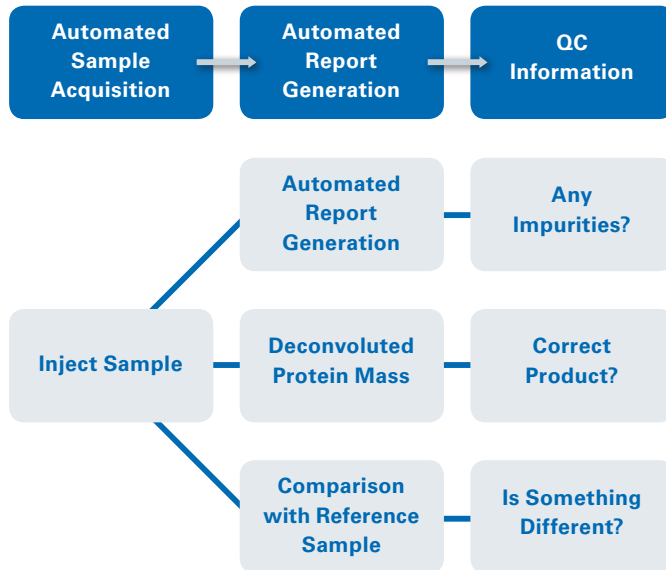 Automated
Sample
Acquisition
Automated
Report
Generation
QC
Information
Automated
Report
Generation
Any
Impurities?
Inject Sample
Deconvoluted
Protein Mass
Correct
Product?
Comparison
with Reference
Sample
Is Something
Different?